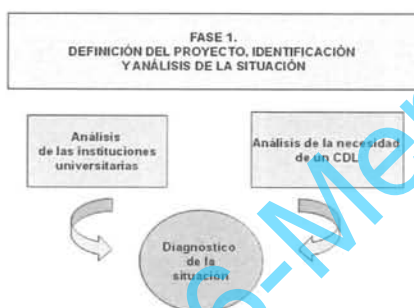 FASE 1.
DEFINICIÓN DEL PROYECTO, IDENTIFICACIÓN
Y ANÁLISIS DE LA SITUACIÓN
Análisis
de las instituciones
universitarias
Análisis de la necesidad
de un CDL
Diagnostico
de la
situación